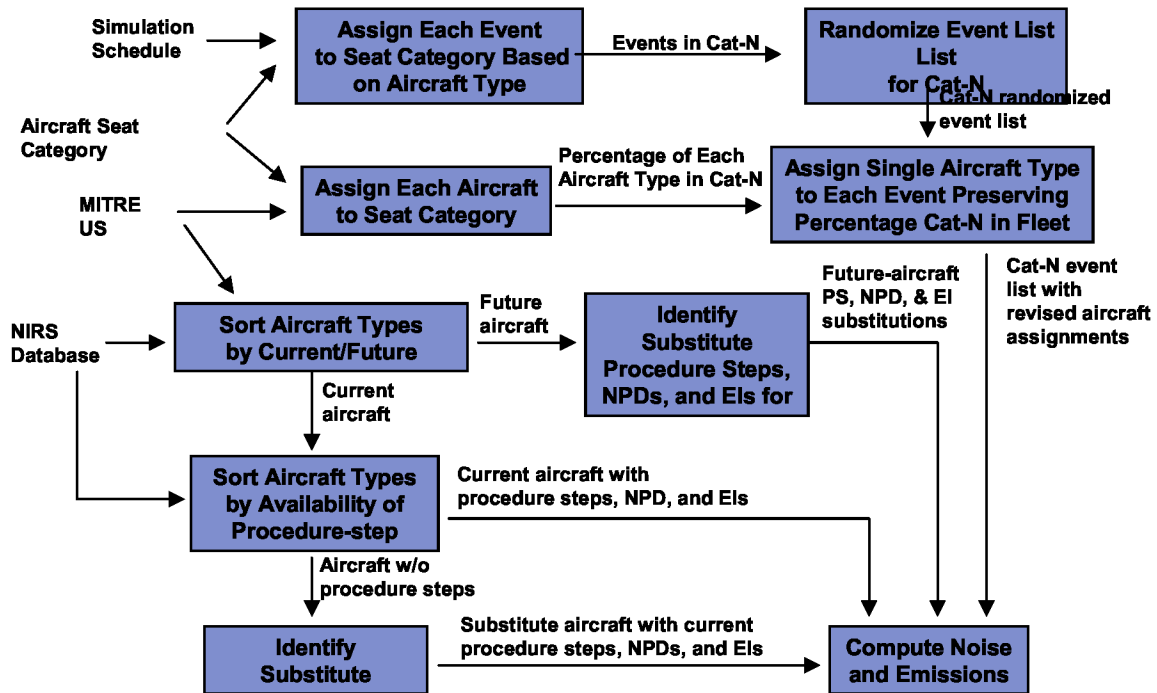 Simulation
Schedule
Assign Each Event
to Seat Category Based
on Aircraft Type
Events in Cat-N
Randomize Event List
List
for Cat-N
Cat-N randomized
event list
Aircraft Seat
Category
Percentage of Each
Aircraft Type in Cat-N
Assign Each Aircraft
to Seat Category
Assign Single Aircraft Type
to Each Event Preserving
Percentage Cat-N in Fleet
MITRE
US
Future-aircraft
PS, NPD, & EI
substitutions
Cat-N event
list with
revised aircraft
assignments
NIRS
Database
Sort Aircraft Types
by Current/Future
Future
aircraft
Identify
Substitute
Procedure Steps,
NPDs, and EIs for
Current
aircraft
Sort Aircraft Types
by Availability of
Procedure-step
Current aircraft with
procedure steps, NPD, and EIs
Aircraft w/o
procedure steps
Identify
Substitute
Substitute aircraft with current
procedure steps, NPDs, and EIs
Compute Noise
and Emissions